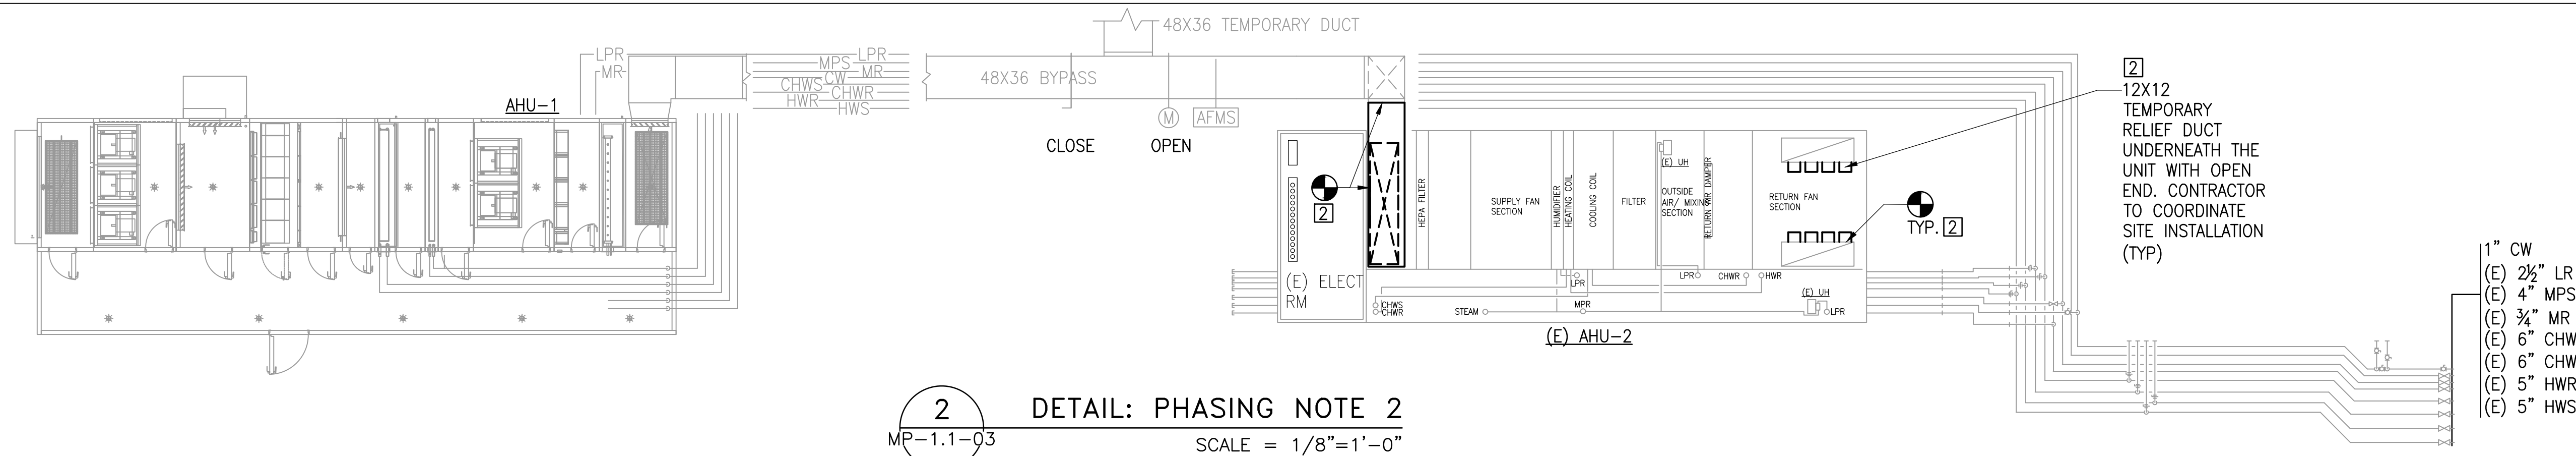 48X36 TEMPORARY DUCT
LPR
MR
LPR
MPS
MR
CW
CHWS
CHWR
HWR
HWS
48X36 BYPASS
AHU-1
M
AFMS
CLOSE
OPEN
2
12X12
TEMPORARY
RELIEF DUCT
UNDERNEATH THE
UNIT WITH OPEN
END. CONTRACTOR
TO COORDINATE
SITE INSTALLATION
(TYP)
2
HEPA FILTER
SUPPLY FAN
SECTION
HUMIDIFIER
HEATING COIL
COOLING COIL
FILTER
(E) UH
OUTSIDE
AIR/ MIXING
SECTION
RETURN AIR DAMPER
RETURN FAN
SECTION
TYP. 2
(E) ELECT
RM
LPR
LPR
CHWR
HWR
CHWS
CHWR
STEAM
MPR
(E) UH
LPR
(E) AHU-2
1" CW
(E) 2½" LR
(E) 4" MPS
(E) ¾" MR
(E) 6" CHW
(E) 6" CHW
(E) 5" HWR
(E) 5" HWS
2
MP-1.1-03
DETAIL: PHASING NOTE 2
SCALE = 1/8"=1'-0"